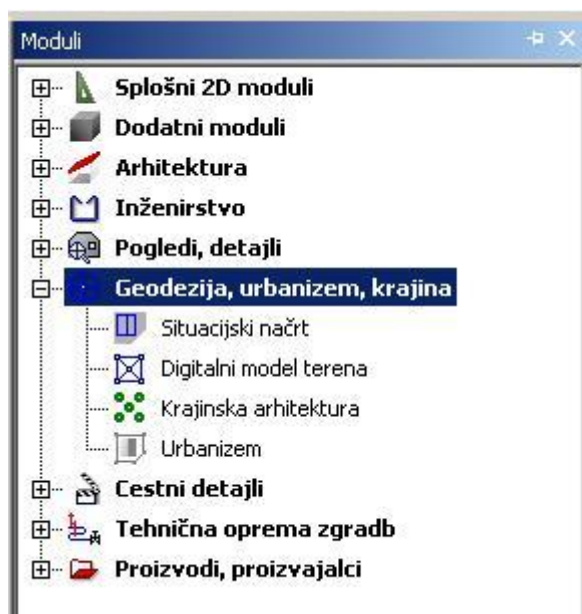 Moduli
Splošni 2D moduli
Dodatni moduli
Arhitektura
Inženirstvo
Pogledi, detajli
Geodezija, urbanizem, krajina
Situacijski načrt
Digitalni model terena
Krajinska arhitektura
Urbanizem
Cestni detajli
Tehnična oprema zgradb
Proizvodi, proizvajalci